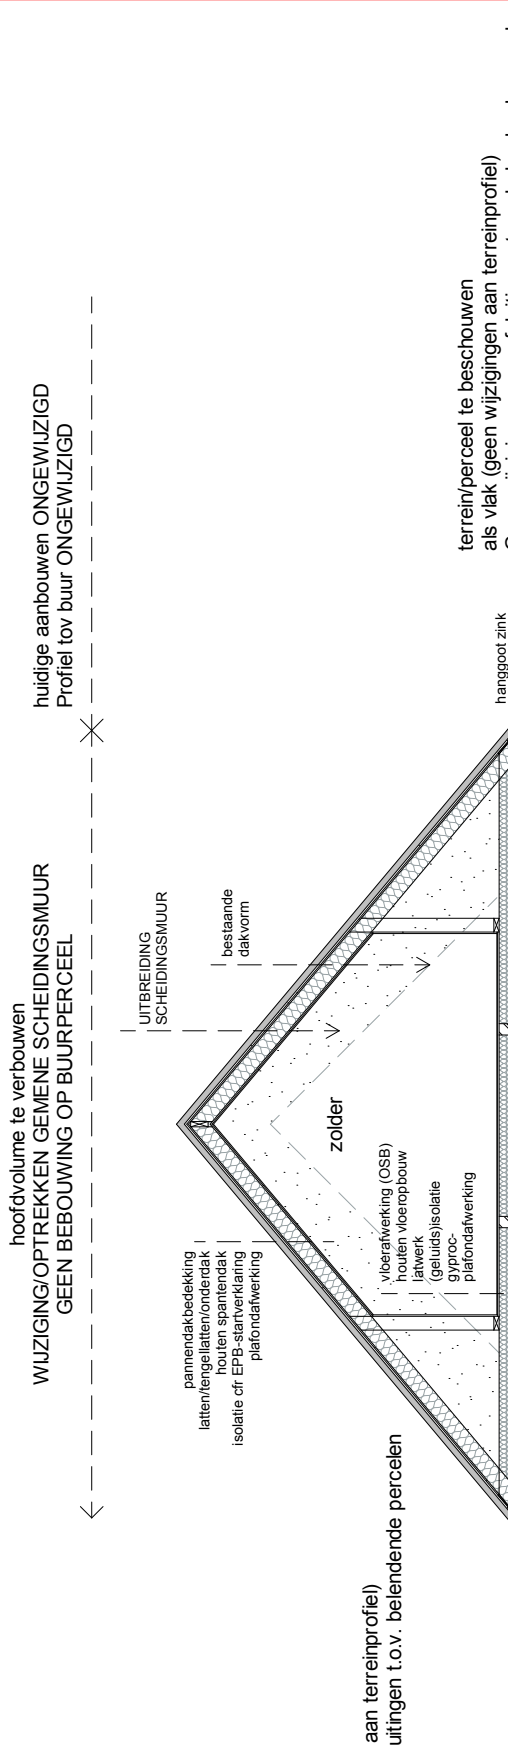 hoofdvolume te verbouwen
WIJZIGING/OPTREKKEN GEMENE SCHEIDINGSMUUR
GEEN BEBOUWING OP BUURPERCEEL
huidige aanbouwen ONGEWIJZIGD
Profiel tov buur ONGEWIJZIGD
UITBREIDING
SCHEIDINGSMUUR
bestaande
dakvorm
pannendakbedekking
latten/tengellatten/onderdak
houten spantendak
isolatie cfr EPB-startverklaring
plafondafwerking
zolder
vloerafwerking (OSB)
houten vloeropbouw
latwerk
(geluids)isolatie
gyproc-
plafondafwerking
aan terreinprofiel)
uitingen t.o.v. belendende percelen
hanggoot zink
terrein/perceel te beschouwen
als vlak (geen wijzigingen aan terreinprofiel)